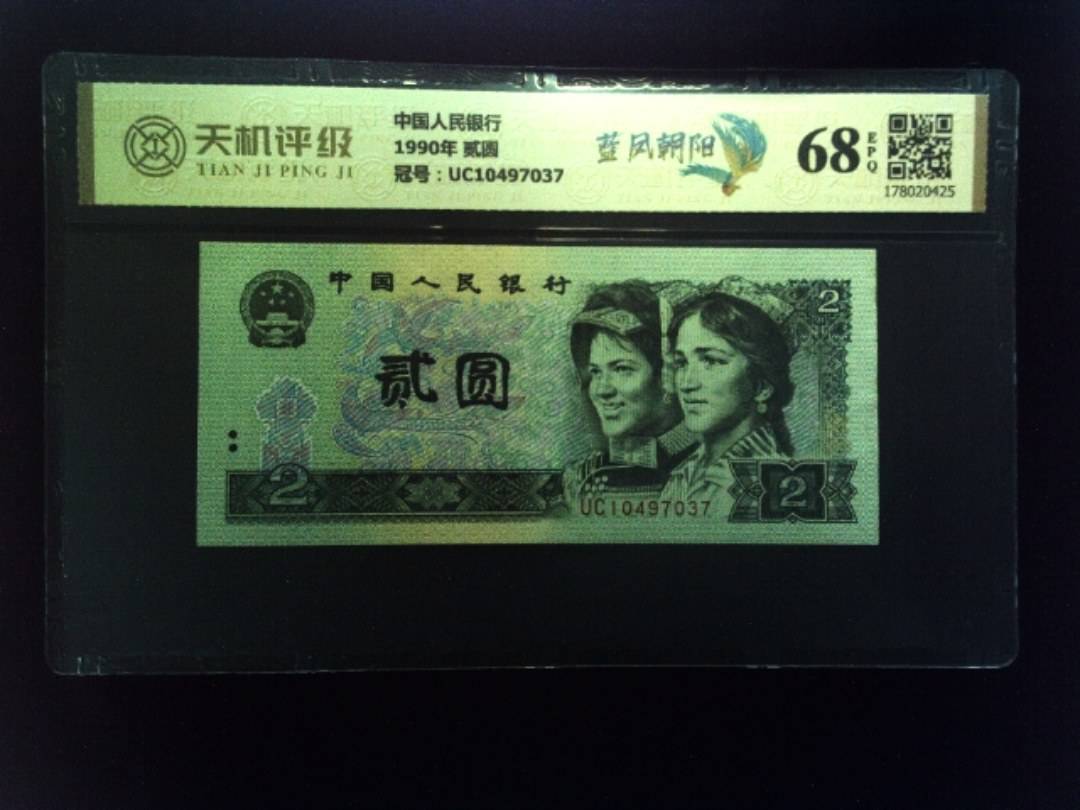 天机评级
TIAN JI PING JI
中国人民银行
1990年 贰圆
冠号：UC10497037
蓝凤朝阳
68
EPQ
178020425
中国人民银行
2
贰圆
2
UC10497037
2